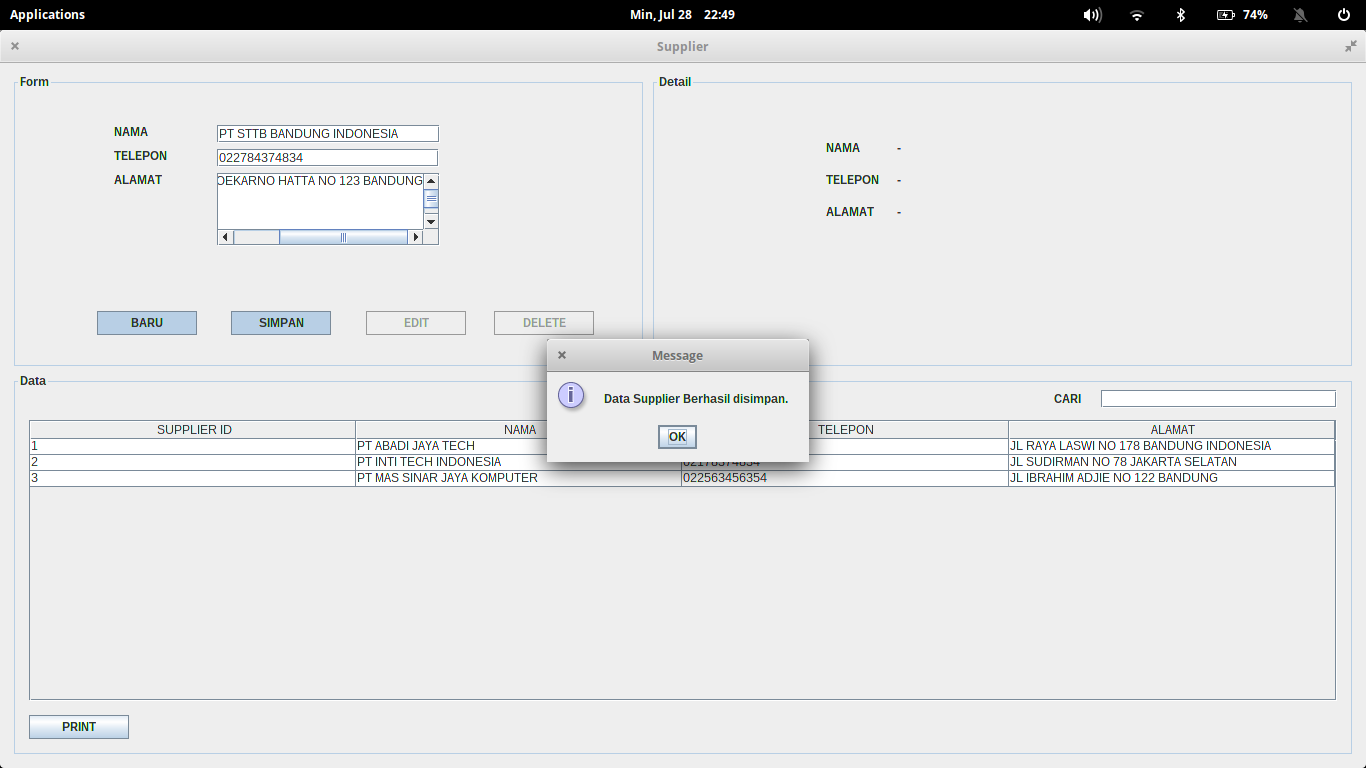 Applications
Min, Jul 28 22:49
74%
Supplier
Form
NAMA PT STTB BANDUNG INDONESIA
TELEPON 022784374834
ALAMAT HATTA NO 123 BANDUNG
BARU SIMPAN EDIT DELETE
Detail
NAMA -
TELEPON -
ALAMAT -
Message
Data Supplier Berhasil disimpan.
OK
Data
CARI
SUPPLIER ID NAMA TELEPON ALAMAT
1 PT ABADI JAYA TECH JL RAYA LASWI NO 178 BANDUNG INDONESIA
2 PT INTI TECH INDONESIA JL SUDIRMAN NO 78 JAKARTA SELATAN
3 PT MAS SINAR JAYA KOMPUTER 022563456354 JL IBRAHIM ADJIE NO 122 BANDUNG
PRINT